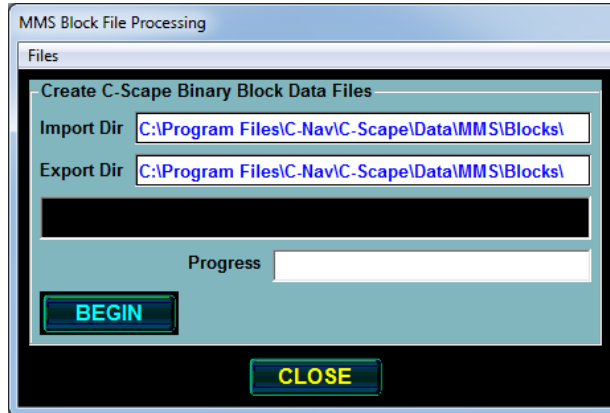 MMS Block File Processing
Files
Create C-Scape Binary Block Data Files
Import Dir C:\Program Files\C-Nav\C-Scape\Data\MMS\Blocks\
Export Dir C:\Program Files\C-Nav\C-Scape\Data\MMS\Blocks\
Progress
BEGIN
CLOSE